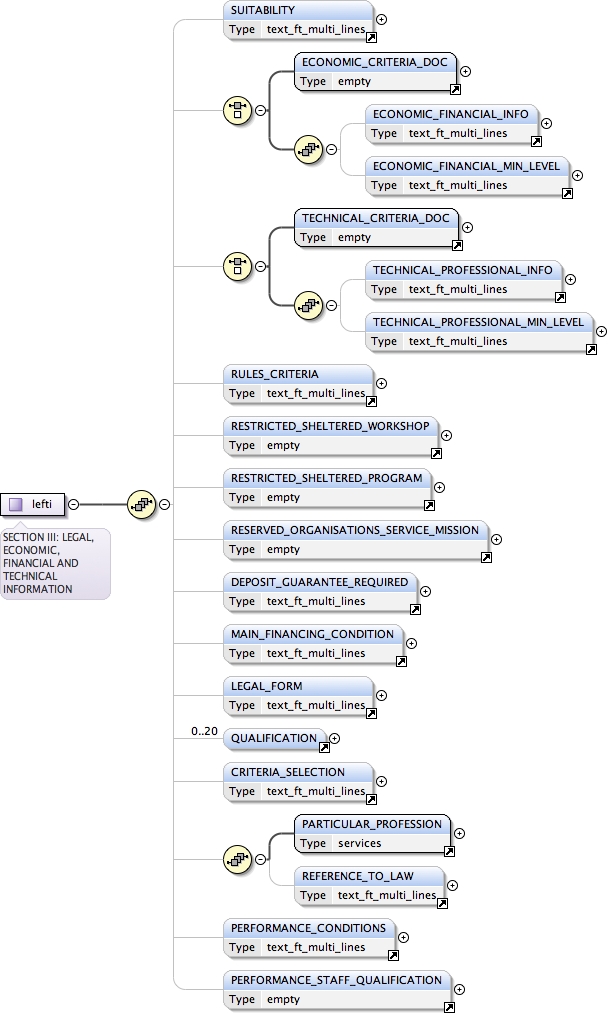 SUITABILITY
Type text_ft_multi_lines
ECONOMIC_CRITERIA_DOC
Type empty
ECONOMIC_FINANCIAL_INFO
Type text_ft_multi_lines
ECONOMIC_FINANCIAL_MIN_LEVEL
Type text_ft_multi_lines
TECHNICAL_CRITERIA_DOC
Type empty
TECHNICAL_PROFESSIONAL_INFO
Type text_ft_multi_lines
TECHNICAL_PROFESSIONAL_MIN_LEVEL
Type text_ft_multi_lines
RULES_CRITERIA
Type text_ft_multi_lines
RESTRICTED_SHELTERED_WORKSHOP
Type empty
RESTRICTED_SHELTERED_PROGRAM
Type empty
lefti
SECTION III: LEGAL,
ECONOMIC,
FINANCIAL AND
TECHNICAL
INFORMATION
RESERVED_ORGANISATIONS_SERVICE_MISSION
Type empty
DEPOSIT_GUARANTEE_REQUIRED
Type text_ft_multi_lines
MAIN_FINANCING_CONDITION
Type text_ft_multi_lines
LEGAL_FORM
Type text_ft_multi_lines
0..20
QUALIFICATION
CRITERIA_SELECTION
Type text_ft_multi_lines
PARTICULAR_PROFESSION
Type services
REFERENCE_TO_LAW
Type text_ft_multi_lines
PERFORMANCE_CONDITIONS
Type text_ft_multi_lines
PERFORMANCE_STAFF_QUALIFICATION
Type empty